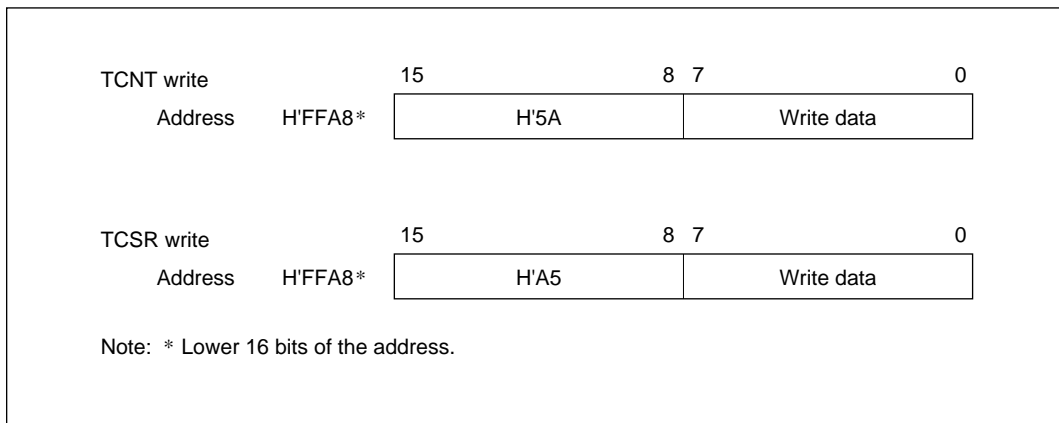 TCNT write 15 8 7 0
Address H'FFA8* H'5A Write data
TCSR write 15 8 7 0
Address H'FFA8* H'A5 Write data
Note: * Lower 16 bits of the address.